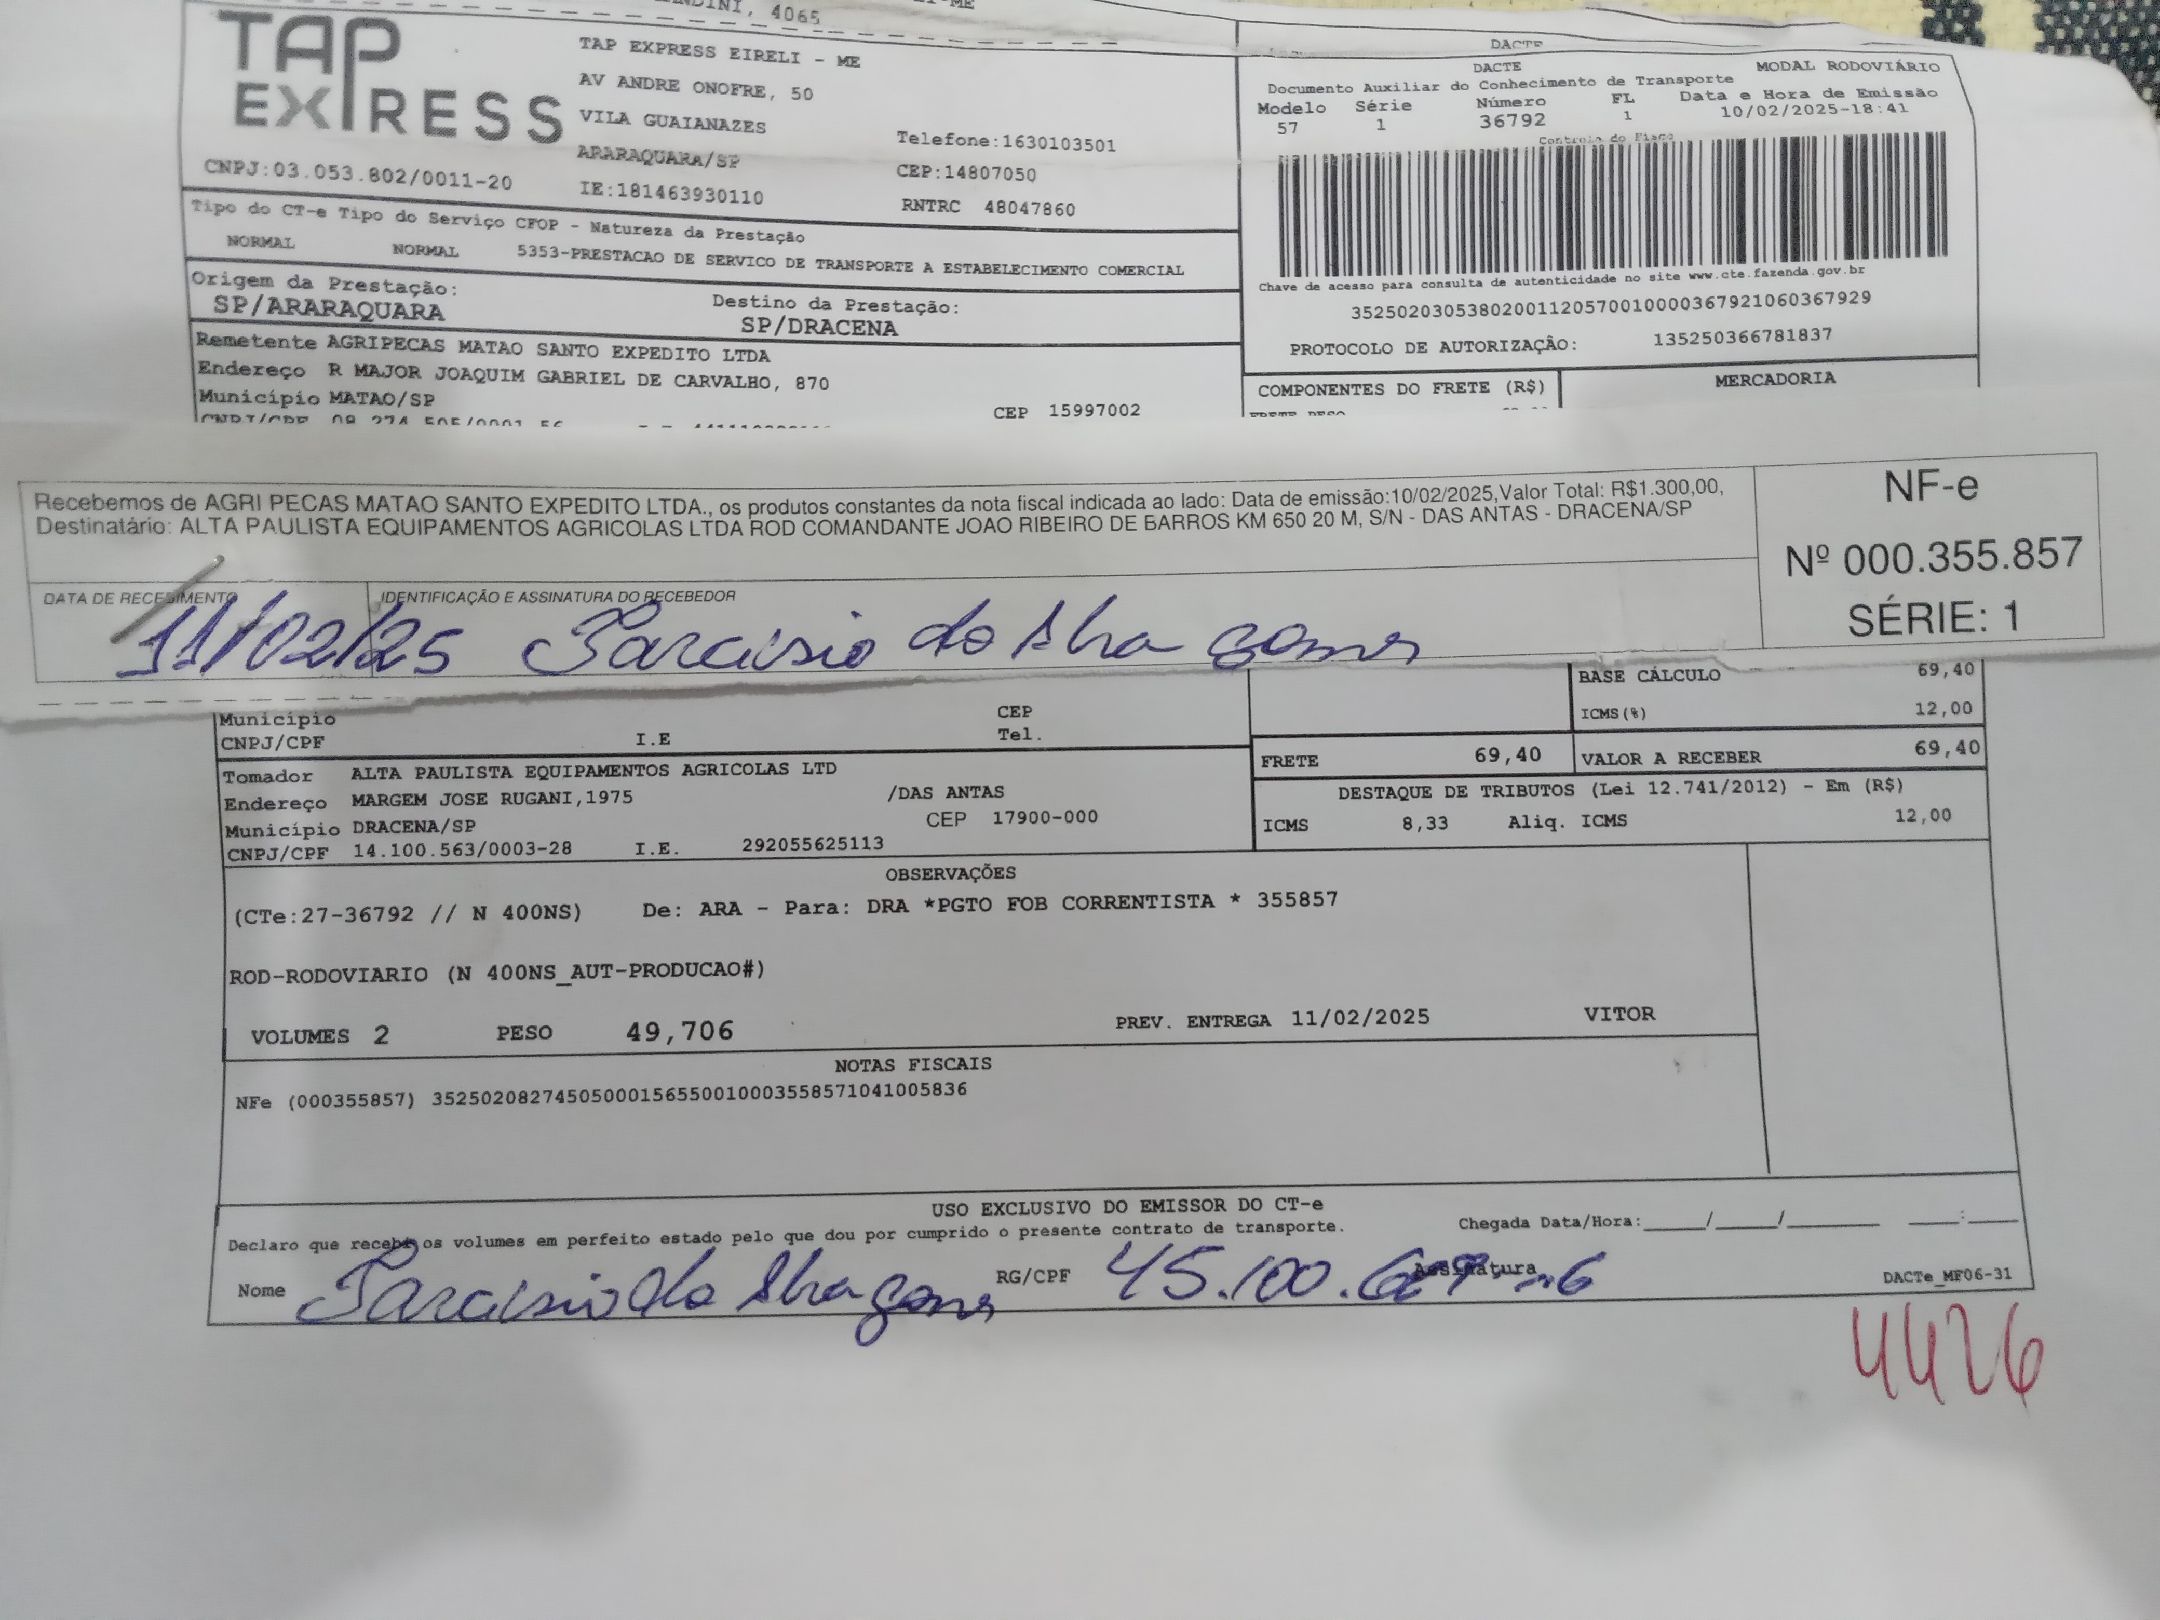 4065
TAP EXPRESS
TAP EXPRESS EIRELI - ME
AV ANDRE ONOFRE, 50
VILA GUAIANAZES
ARARAQUARA/SP
IE:181463930110
CNPJ:03.053.802/0011-20
Telefone:1630103501
CEP:14807050
RNTRC 48047860
DACTE
DACTE MODAL RODOVIÁRIO
Documento Auxiliar do Conhecimento de Transporte
Modelo Série Número FL Data e Hora de Emissão
57 1 36792 1 10/02/2025-18:41
Controle do Fisco
Chave de acesso para consulta de autenticidade no site www.cte.fazenda.gov.br
35250203053802001120570010000367921060367929
PROTOCOLO DE AUTORIZAÇÃO: 135250366781837
Tipo do CT-e Tipo do Serviço CFOP - Natureza da Prestação
NORMAL NORMAL 5353-PRESTACAO DE SERVICO DE TRANSPORTE A ESTABELECIMENTO COMERCIAL
Origem da Prestação: Destino da Prestação:
SP/ARARAQUARA SP/DRACENA
Remetente AGRIPECAS MATAO SANTO EXPEDITO LTDA
Endereço R MAJOR JOAQUIM GABRIEL DE CARVALHO, 870
Município MATAO/SP CEP 15997002
COMPONENTES DO FRETE (R$) MERCADORIA
Recebemos de AGRI PECAS MATAO SANTO EXPEDITO LTDA., os produtos constantes da nota fiscal indicada ao lado: Data de emissão:10/02/2025,Valor Total: R$1.300,00,
Destinatário: ALTA PAULISTA EQUIPAMENTOS AGRICOLAS LTDA ROD COMANDANTE JOAO RIBEIRO DE BARROS KM 650 20 M, S/N - DAS ANTAS - DRACENA/SP
NF-e
Nº 000.355.857
SÉRIE: 1
DATA DE RECEBIMENTO IDENTIFICAÇÃO E ASSINATURA DO RECEBEDOR
11/02/25 Tarcisio da
BASE CÁLCULO 69,40
ICMS(%) 12,00
Município CEP
CNPJ/CPF I.E Tel.
FRETE 69,40 VALOR A RECEBER 69,40
Tomador ALTA PAULISTA EQUIPAMENTOS AGRICOLAS LTD
Endereço MARGEM JOSE RUGANI,1975 /DAS ANTAS
Município DRACENA/SP CEP 17900-000
CNPJ/CPF 14.100.563/0003-28 I.E. 292055625113
DESTAQUE DE TRIBUTOS (Lei 12.741/2012) - Em (R$)
ICMS 8,33 Aliq. ICMS 12,00
OBSERVAÇÕES
(CTe:27-36792 // N 400NS) De: ARA - Para: DRA *PGTO FOB CORRENTISTA * 355857
ROD-RODOVIARIO (N 400NS_AUT-PRODUCAO#)
VOLUMES 2 PESO 49,706 PREV. ENTREGA 11/02/2025 VITOR
NOTAS FISCAIS
NFe (000355857) 35250208274505000156550010003558571041005836
USO EXCLUSIVO DO EMISSOR DO CT-e
Declaro que recebi os volumes em perfeito estado pelo que dou por cumprido o presente contrato de transporte. Chegada Data/Hora:____/____/______ ___:___
Nome Tarcisio da RG/CPF 45.100. Assinatura
DACTe_MF06-31
4426